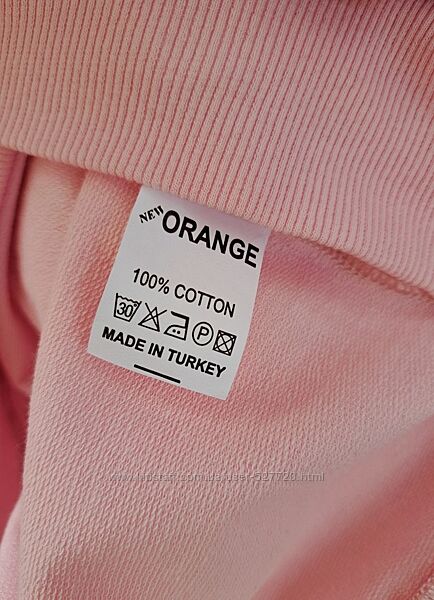 NEW ORANGE
100% COTTON
30°
P
MADE IN TURKEY